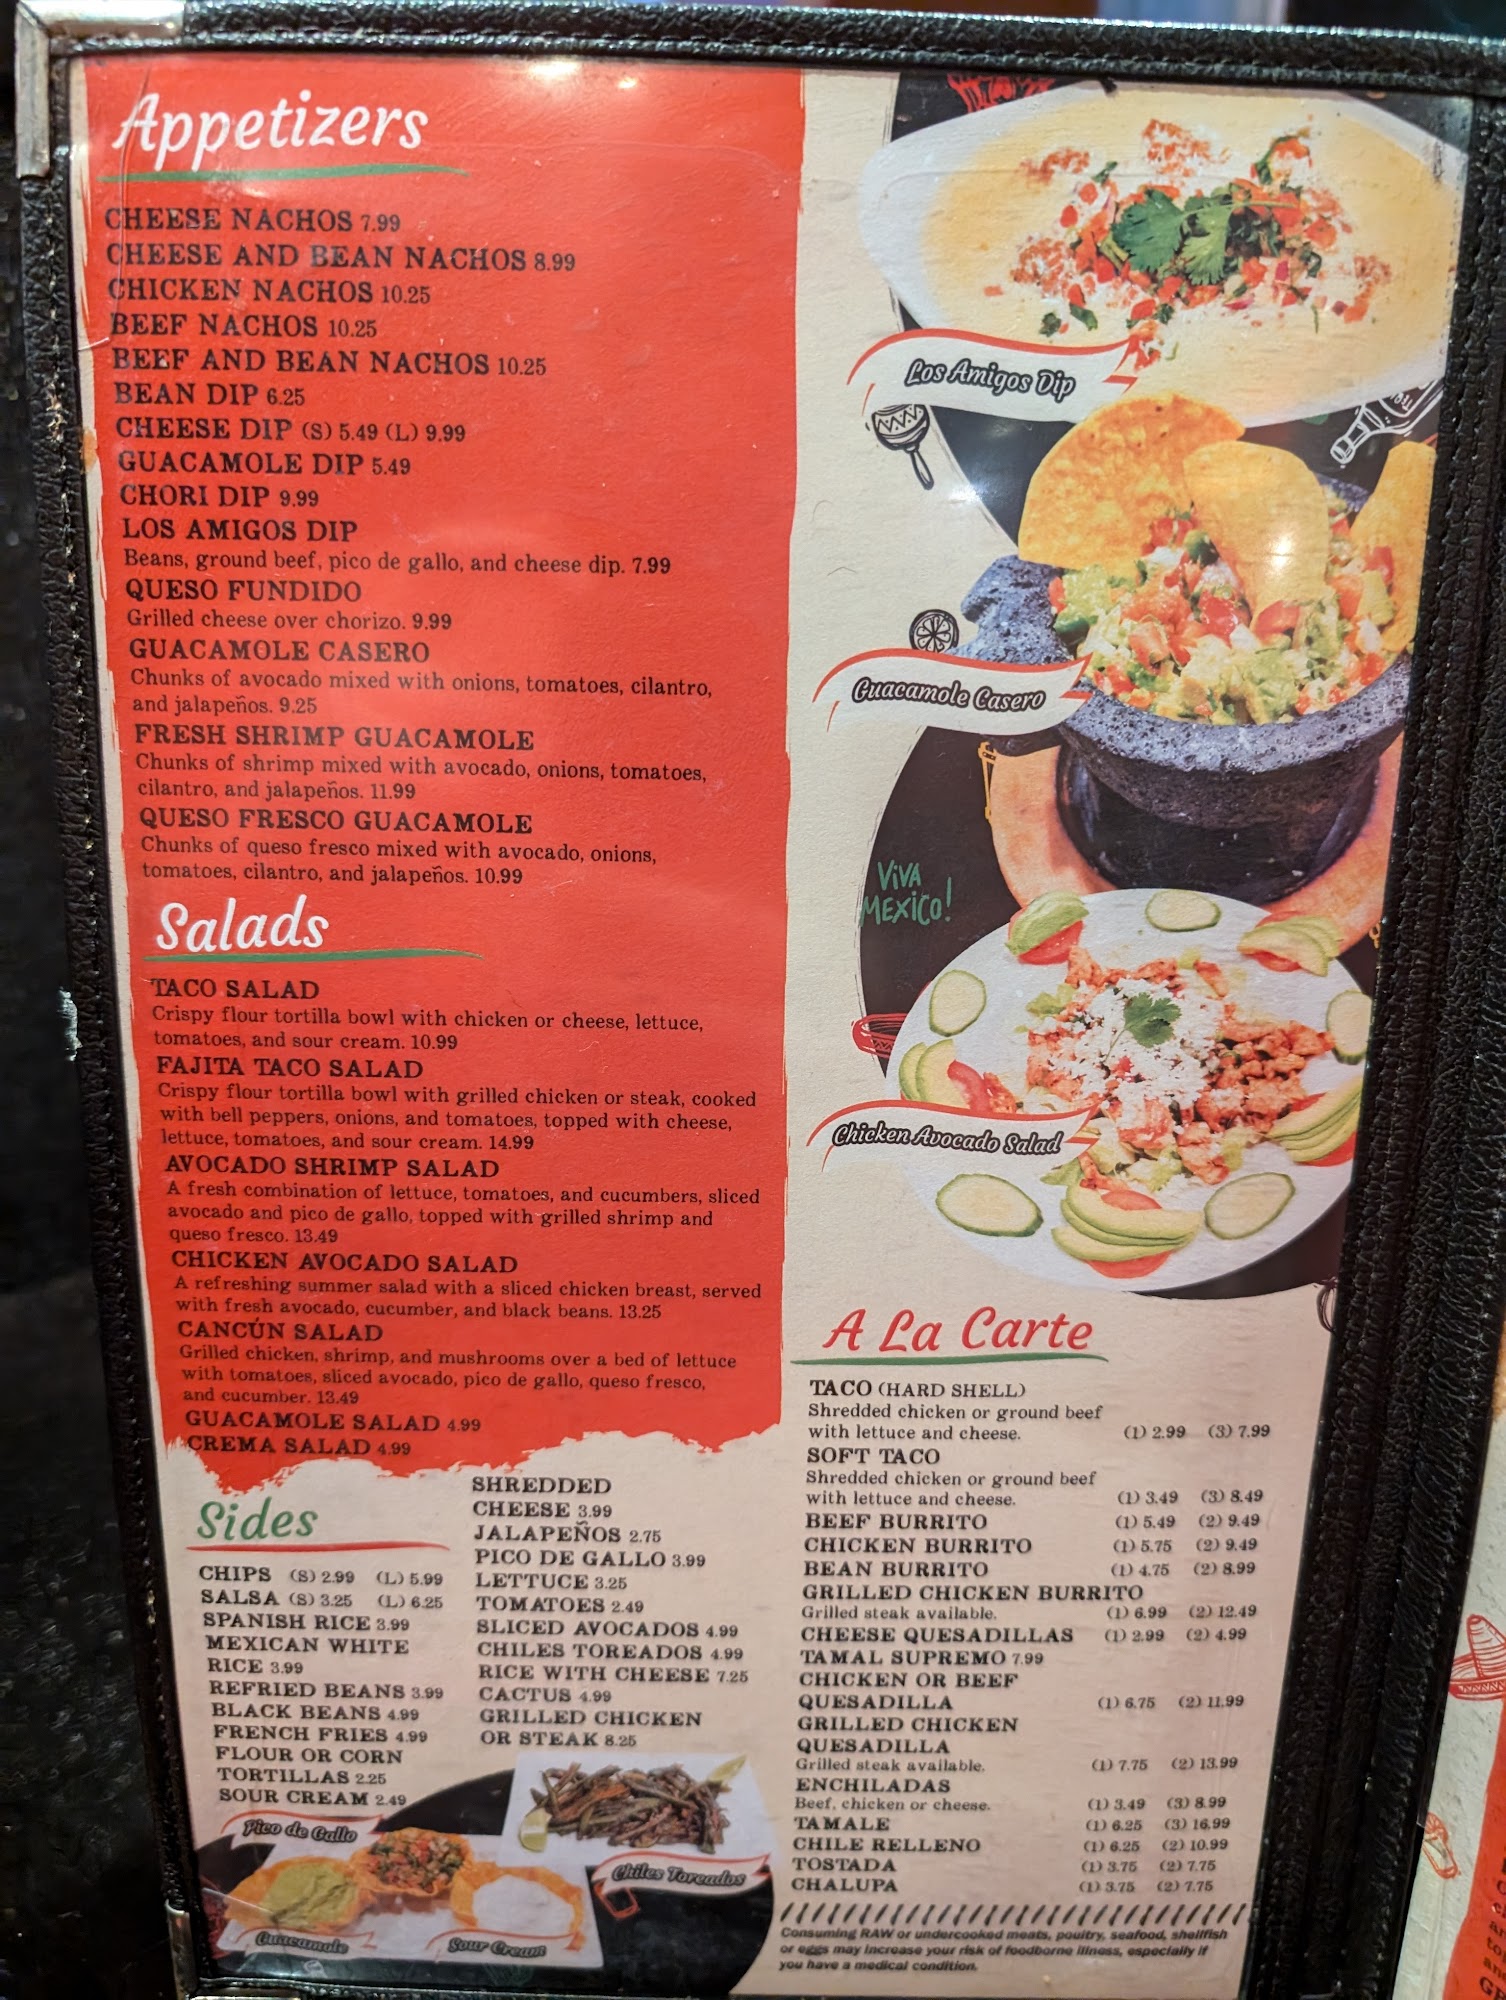 Appetizers
CHEESE NACHOS 7.99
CHEESE AND BEAN NACHOS 8.99
CHICKEN NACHOS 10.25
BEEF NACHOS 10.25
BEEF AND BEAN NACHOS 10.25
BEAN DIP 6.25
CHEESE DIP (S) 5.49 (L) 9.99
GUACAMOLE DIP 5.49
CHORI DIP 9.99
LOS AMIGOS DIP
Beans, ground beef, pico de gallo, and cheese dip. 7.99
QUESO FUNDIDO
Grilled cheese over chorizo. 9.99
GUACAMOLE CASERO
Chunks of avocado mixed with onions, tomatoes, cilantro,
and jalapeños. 9.25
FRESH SHRIMP GUACAMOLE
Chunks of shrimp mixed with avocado, onions, tomatoes,
cilantro, and jalapeños. 11.99
QUESO FRESCO GUACAMOLE
Chunks of queso fresco mixed with avocado, onions,
tomatoes, cilantro, and jalapeños. 10.99
Salads
TACO SALAD
Crispy flour tortilla bowl with chicken or cheese, lettuce,
tomatoes, and sour cream. 10.99
FAJITA TACO SALAD
Crispy flour tortilla bowl with grilled chicken or steak, cooked
with bell peppers, onions, and tomatoes, topped with cheese,
lettuce, tomatoes, and sour cream. 14.99
AVOCADO SHRIMP SALAD
A fresh combination of lettuce, tomatoes, and cucumbers, sliced
avocado and pico de gallo, topped with grilled shrimp and
queso fresco. 13.49
CHICKEN AVOCADO SALAD
A refreshing summer salad with a sliced chicken breast, served
with fresh avocado, cucumber, and black beans. 13.25
CANCÚN SALAD
Grilled chicken, shrimp, and mushrooms over a bed of lettuce
with tomatoes, sliced avocado, pico de gallo, queso fresco,
and cucumber. 13.49
GUACAMOLE SALAD 4.99
CREMA SALAD 4.99
Sides
CHIPS (S) 2.99 (L) 5.99
SALSA (S) 3.25 (L) 6.25
SPANISH RICE 3.99
MEXICAN WHITE
RICE 3.99
REFRIED BEANS 3.99
BLACK BEANS 4.99
FRENCH FRIES 4.99
FLOUR OR CORN
TORTILLAS 2.25
SOUR CREAM 2.49
SHREDDED
CHEESE 3.99
JALAPEÑOS 2.75
PICO DE GALLO 3.99
LETTUCE 3.25
TOMATOES 2.49
SLICED AVOCADOS 4.99
CHILES TOREADOS 4.99
RICE WITH CHEESE 7.25
CACTUS 4.99
GRILLED CHICKEN
OR STEAK 8.25
Pico de Gallo
Guacamole
Sour Cream
Chiles Toreados
Los Amigos Dip
Guacamole Casero
VIVA
MEXICO!
Chicken Avocado Salad
A La Carte
TACO (HARD SHELL)
Shredded chicken or ground beef
with lettuce and cheese. (1) 2.99 (3) 7.99
SOFT TACO
Shredded chicken or ground beef
with lettuce and cheese. (1) 3.49 (3) 8.49
BEEF BURRITO (1) 5.49 (2) 9.49
CHICKEN BURRITO (1) 5.75 (2) 9.49
BEAN BURRITO (1) 4.75 (2) 8.99
GRILLED CHICKEN BURRITO
Grilled steak available. (1) 6.99 (2) 12.49
CHEESE QUESADILLAS (1) 2.99 (2) 4.99
TAMAL SUPREMO 7.99
CHICKEN OR BEEF
QUESADILLA (1) 6.75 (2) 11.99
GRILLED CHICKEN
QUESADILLA
Grilled steak available. (1) 7.75 (2) 13.99
ENCHILADAS
Beef, chicken or cheese. (1) 3.49 (3) 8.99
TAMALE (1) 6.25 (3) 16.99
CHILE RELLENO (1) 6.25 (2) 10.99
TOSTADA (1) 3.75 (2) 7.75
CHALUPA (1) 3.75 (2) 7.75
Consuming RAW or undercooked meats, poultry, seafood, shellfish
or eggs may increase your risk of foodborne illness, especially if
you have a medical condition.